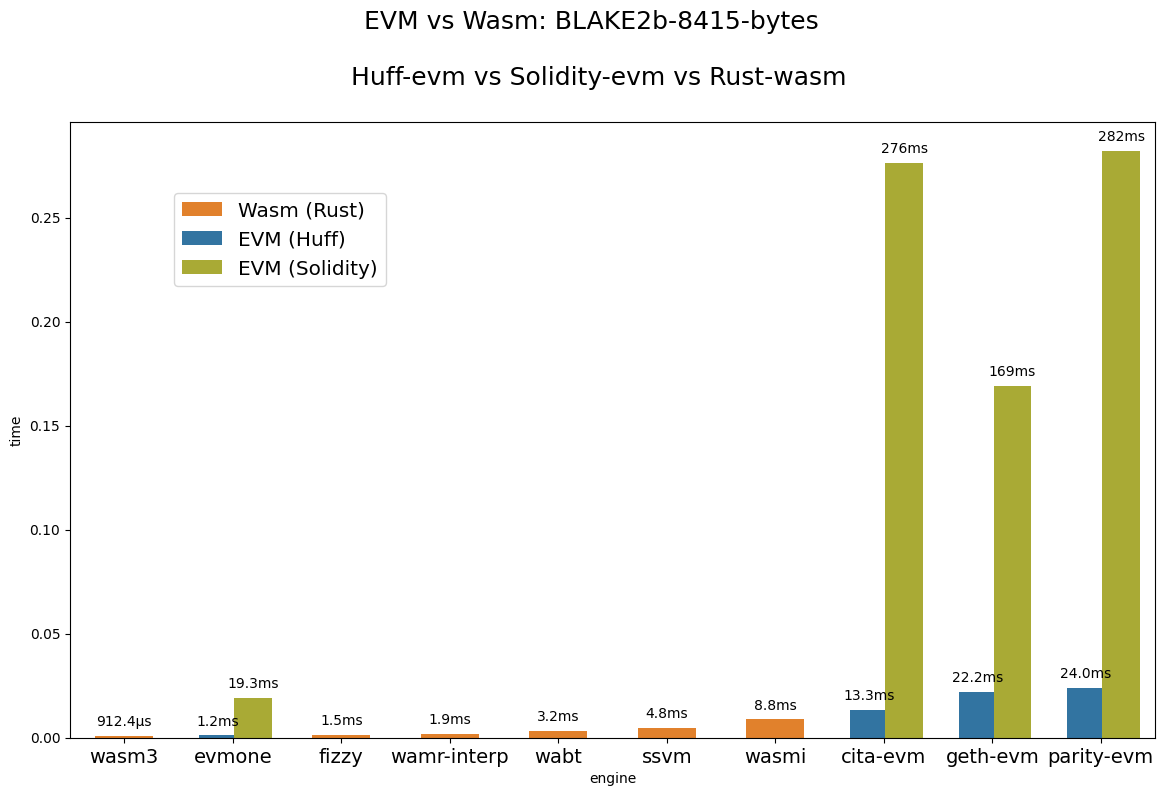 EVM vs Wasm: BLAKE2b-8415-bytes
Huff-evm vs Solidity-evm vs Rust-wasm
Wasm (Rust)
EVM (Huff)
EVM (Solidity)
time
0.25
0.20
0.15
0.10
0.05
0.00
912.4μs
1.2ms
19.3ms
1.5ms
1.9ms
3.2ms
4.8ms
8.8ms
13.3ms
276ms
22.2ms
169ms
24.0ms
282ms
wasm3 evmone fizzy wamr-interp wabt ssvm wasmi cita-evm geth-evm parity-evm
engine